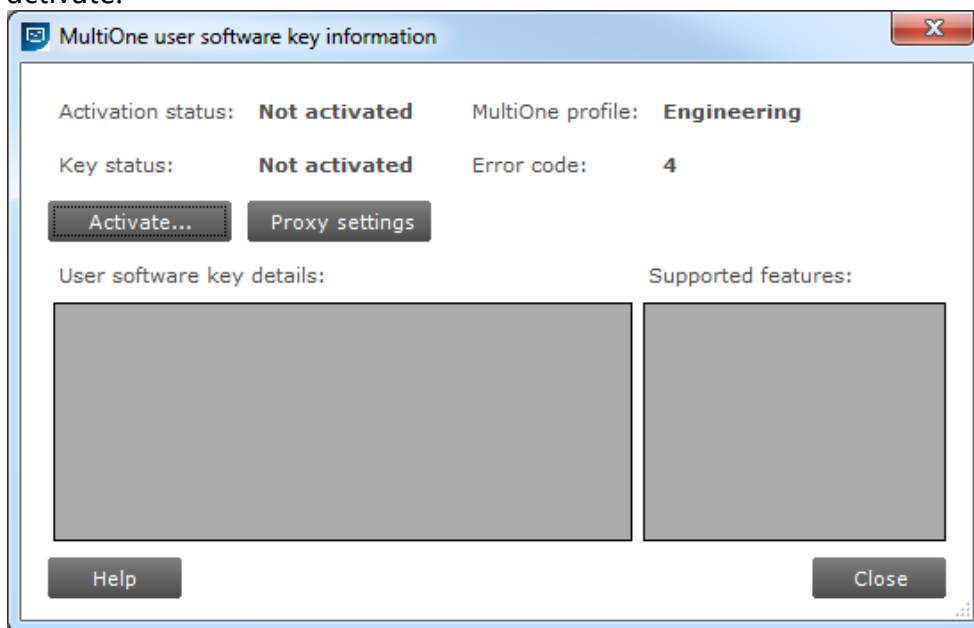 activate.
MultiOne user software key information
Activation status: Not activated MultiOne profile: Engineering
Key status: Not activated Error code: 4
Activate... Proxy settings
User software key details: Supported features:
Help Close